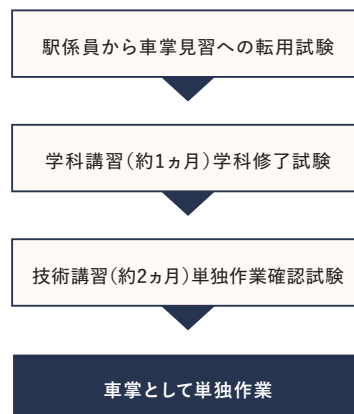 駅係員から車掌見習への転用試験
学科講習(約1ヵ月)学科修了試験
技術講習(約2ヵ月)単独作業確認試験
車掌として単独作業